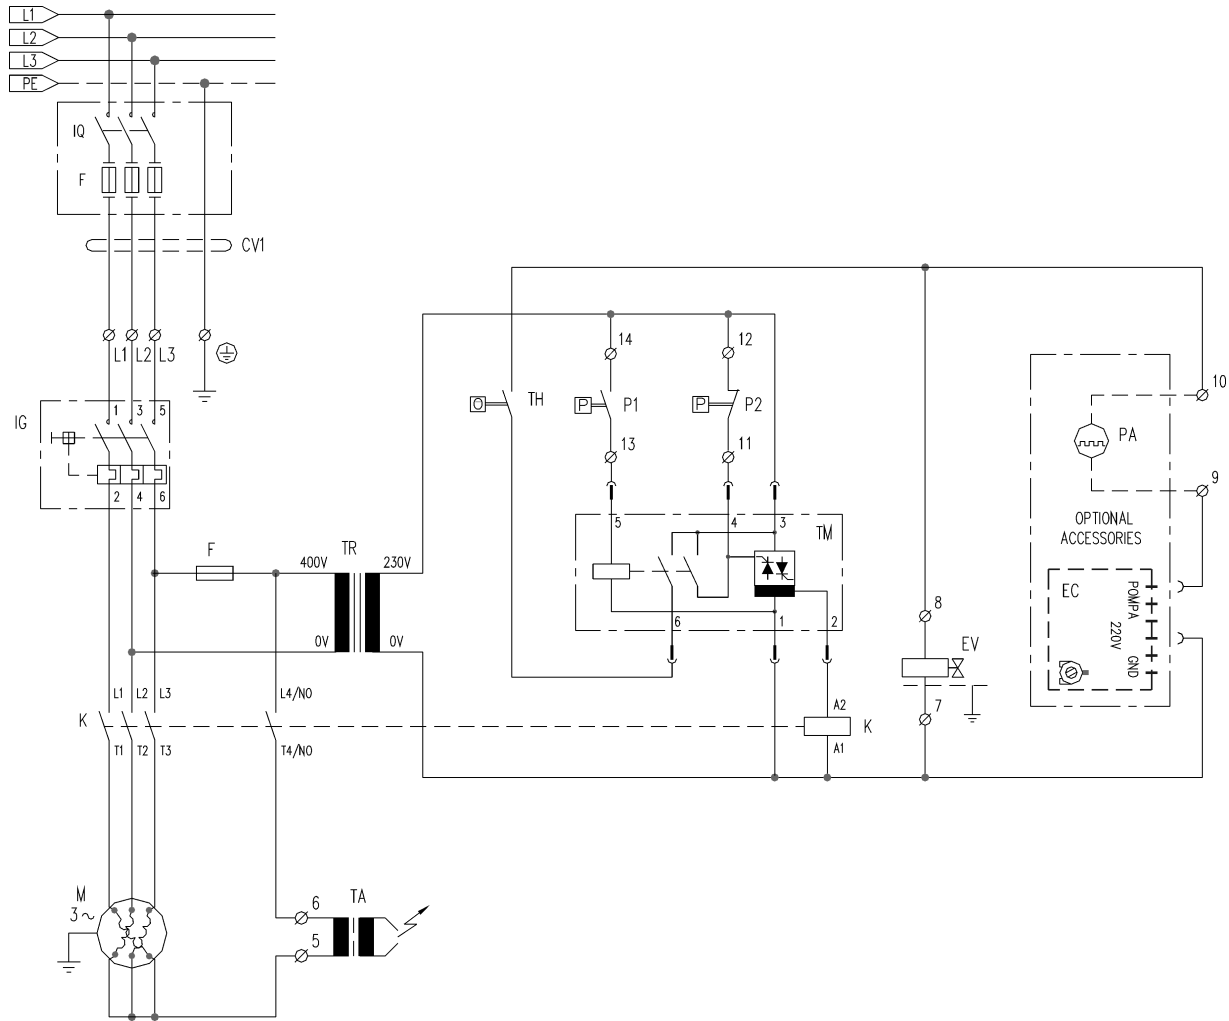 L1
L2
L3
PE
IQ
F
CV1
L1 L2 L3
14
12
10
TH
P P1
P P2
13
11
PA
9
IG
1 3 5
2 4 6
OPTIONAL
ACCESSORIES
5 4 3
TM
F
TR
400V 230V
0V 0V
EC
POMPA
220V
GND
6 1 2
8
EV
7
L1 L2 L3
L4/NO
K
T1 T2 T3
T4/NO
A2
K
A1
M
3~
TA
6
5